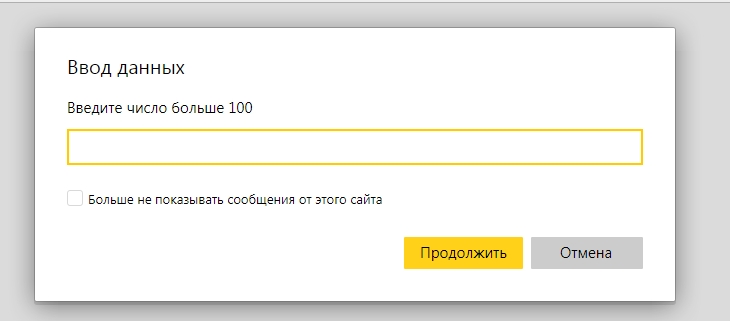 Ввод данных
Введите число больше 100
Больше не показывать сообщения от этого сайта
Продолжить Отмена